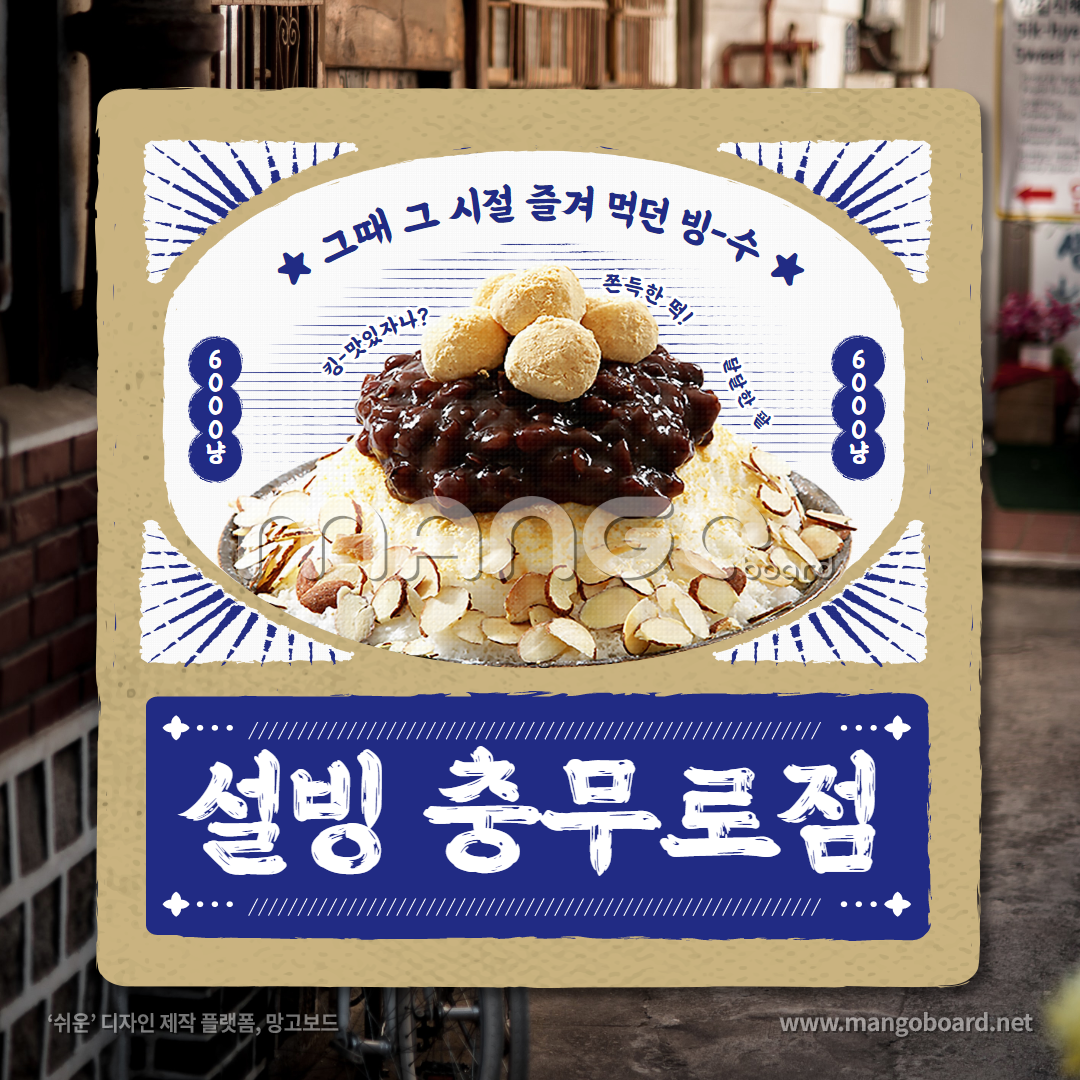 그때 그 시절 즐겨 먹던 빙-수
킹-맛있자나?
쫀득한 떡!
달달한 팥
6000냥
6000냥
mango
board
설빙 충무로점
'쉬운' 디자인 제작 플랫폼, 망고보드
www.mangoboard.net